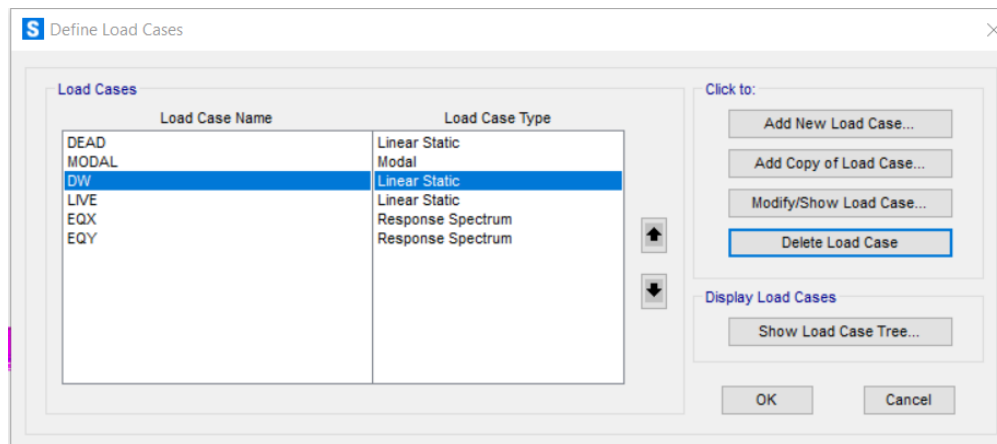 S Define Load Cases
Load Cases
Click to:
Load Case Name Load Case Type
DEAD Linear Static
MODAL Modal
DW Linear Static
LIVE Linear Static
EQX Response Spectrum
EQY Response Spectrum
Add New Load Case...
Add Copy of Load Case...
Modify/Show Load Case...
Delete Load Case
Display Load Cases
Show Load Case Tree...
OK Cancel